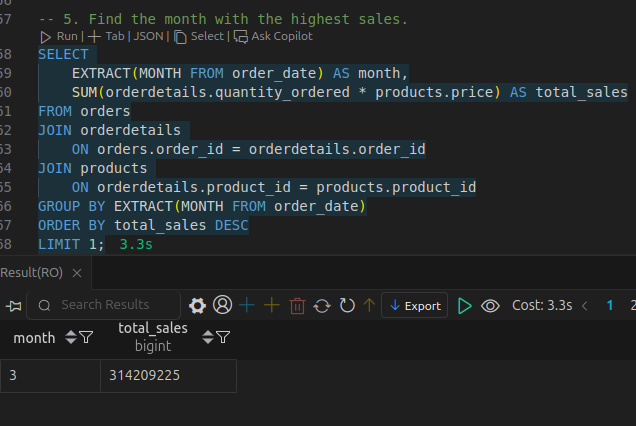 57 -- 5. Find the month with the highest sales.
Run | Tab | JSON | Select | Ask Copilot
58 SELECT
59 EXTRACT(MONTH FROM order_date) AS month,
60 SUM(orderdetails.quantity_ordered * products.price) AS total_sales
61 FROM orders
62 JOIN orderdetails
63 ON orders.order_id = orderdetails.order_id
64 JOIN products
65 ON orderdetails.product_id = products.product_id
66 GROUP BY EXTRACT(MONTH FROM order_date)
67 ORDER BY total_sales DESC
68 LIMIT 1; 3.3s
Result(RO)
Search Results Export Cost: 3.3s < 1 2
month total_sales
bigint
3 314209225